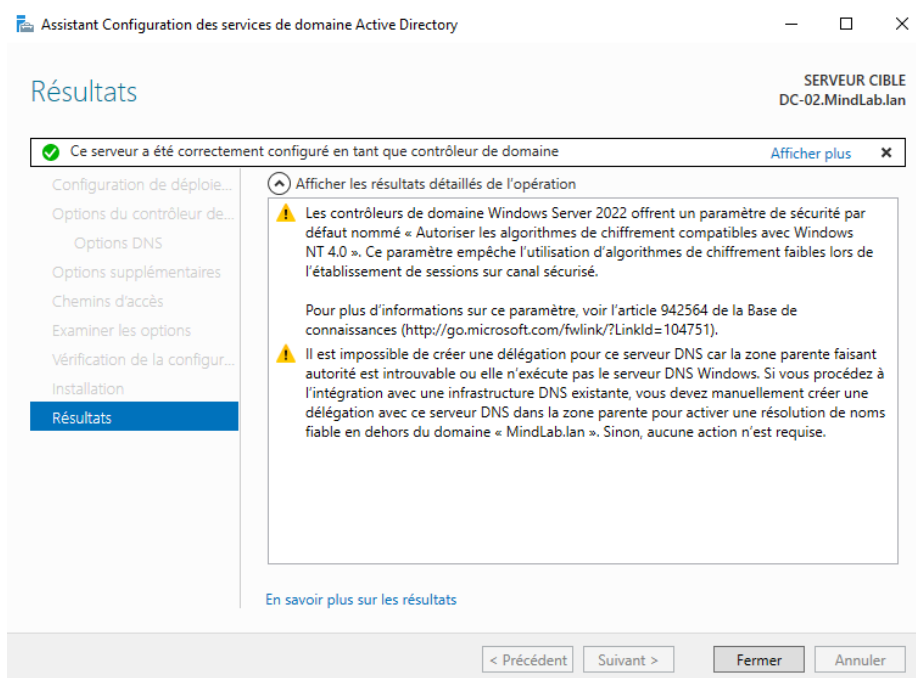 Assistant Configuration des services de domaine Active Directory
Résultats
SERVEUR CIBLE
DC-02.MindLab.lan
Ce serveur a été correctement configuré en tant que contrôleur de domaine
Afficher plus
Configuration de déploie...
Options du contrôleur de...
Options DNS
Options supplémentaires
Chemins d'accès
Examiner les options
Vérification de la configur...
Installation
Résultats
Afficher les résultats détaillés de l'opération
Les contrôleurs de domaine Windows Server 2022 offrent un paramètre de sécurité par
défaut nommé « Autoriser les algorithmes de chiffrement compatibles avec Windows
NT 4.0 ». Ce paramètre empêche l'utilisation d'algorithmes de chiffrement faibles lors de
l'établissement de sessions sur canal sécurisé.
Pour plus d'informations sur ce paramètre, voir l'article 942564 de la Base de
connaissances (http://go.microsoft.com/fwlink/?LinkId=104751).
Il est impossible de créer une délégation pour ce serveur DNS car la zone parente faisant
autorité est introuvable ou elle n'exécute pas le serveur DNS Windows. Si vous procédez à
l'intégration avec une infrastructure DNS existante, vous devez manuellement créer une
délégation avec ce serveur DNS dans la zone parente pour activer une résolution de noms
fiable en dehors du domaine « MindLab.lan ». Sinon, aucune action n'est requise.
En savoir plus sur les résultats
< Précédent
Suivant >
Fermer
Annuler